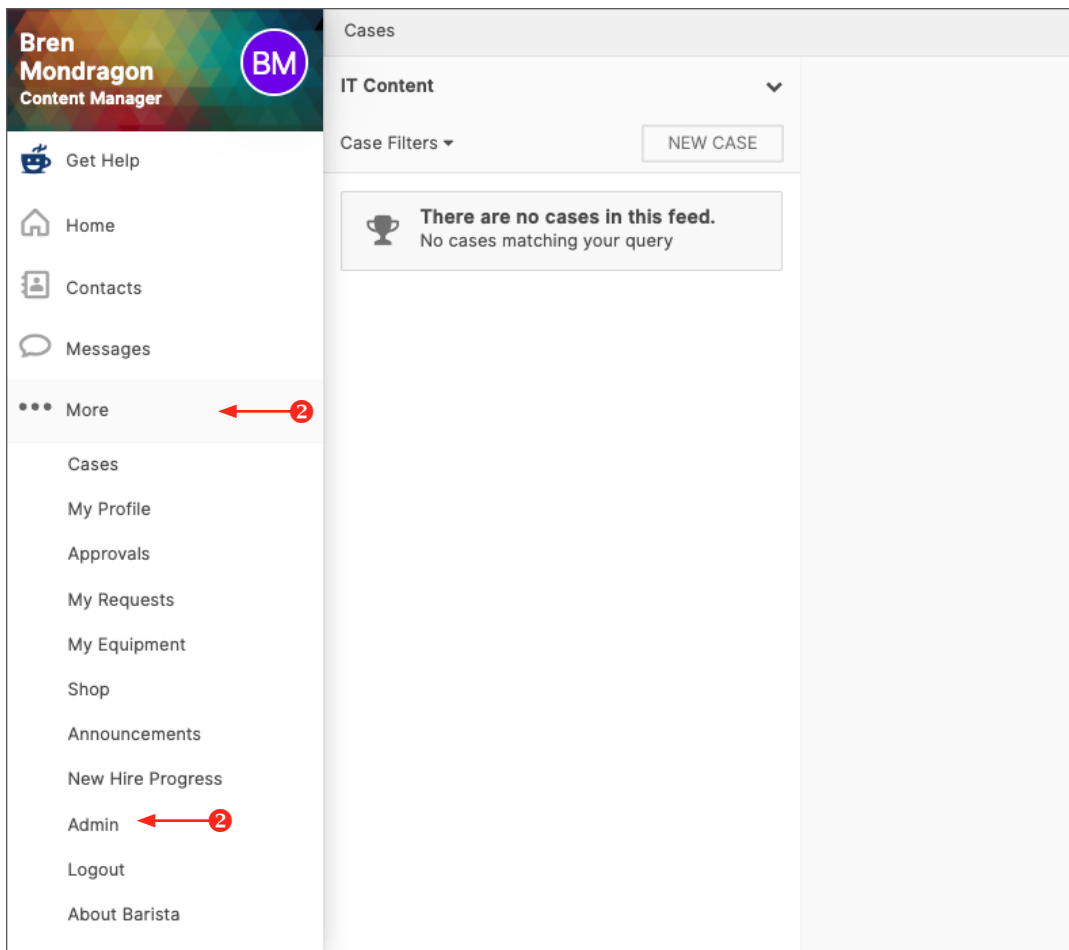 Bren
Mondragon
Content Manager
BM
Get Help
Home
Contacts
Messages
More
2
Cases
My Profile
Approvals
My Requests
My Equipment
Shop
Announcements
New Hire Progress
Admin
2
Logout
About Barista
Cases
IT Content
Case Filters
NEW CASE
There are no cases in this feed.
No cases matching your query